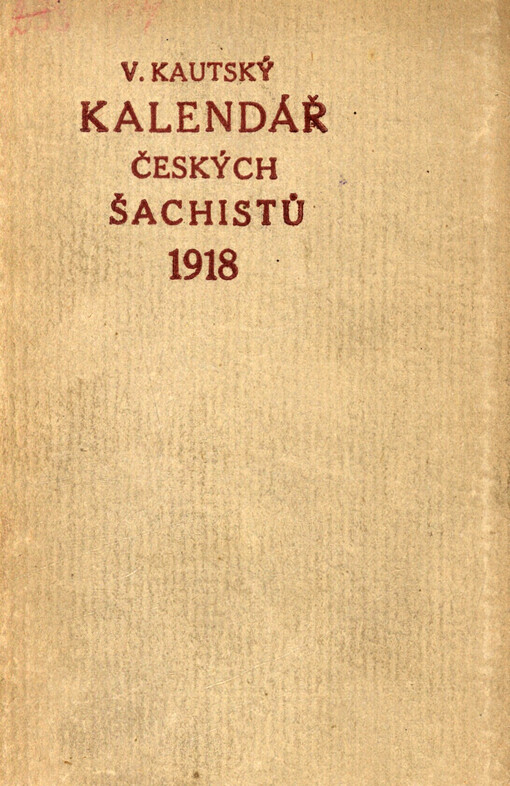 V. KAUTSKÝ
KALENDÁŘ
ČESKÝCH
ŠACHISTŮ
1918